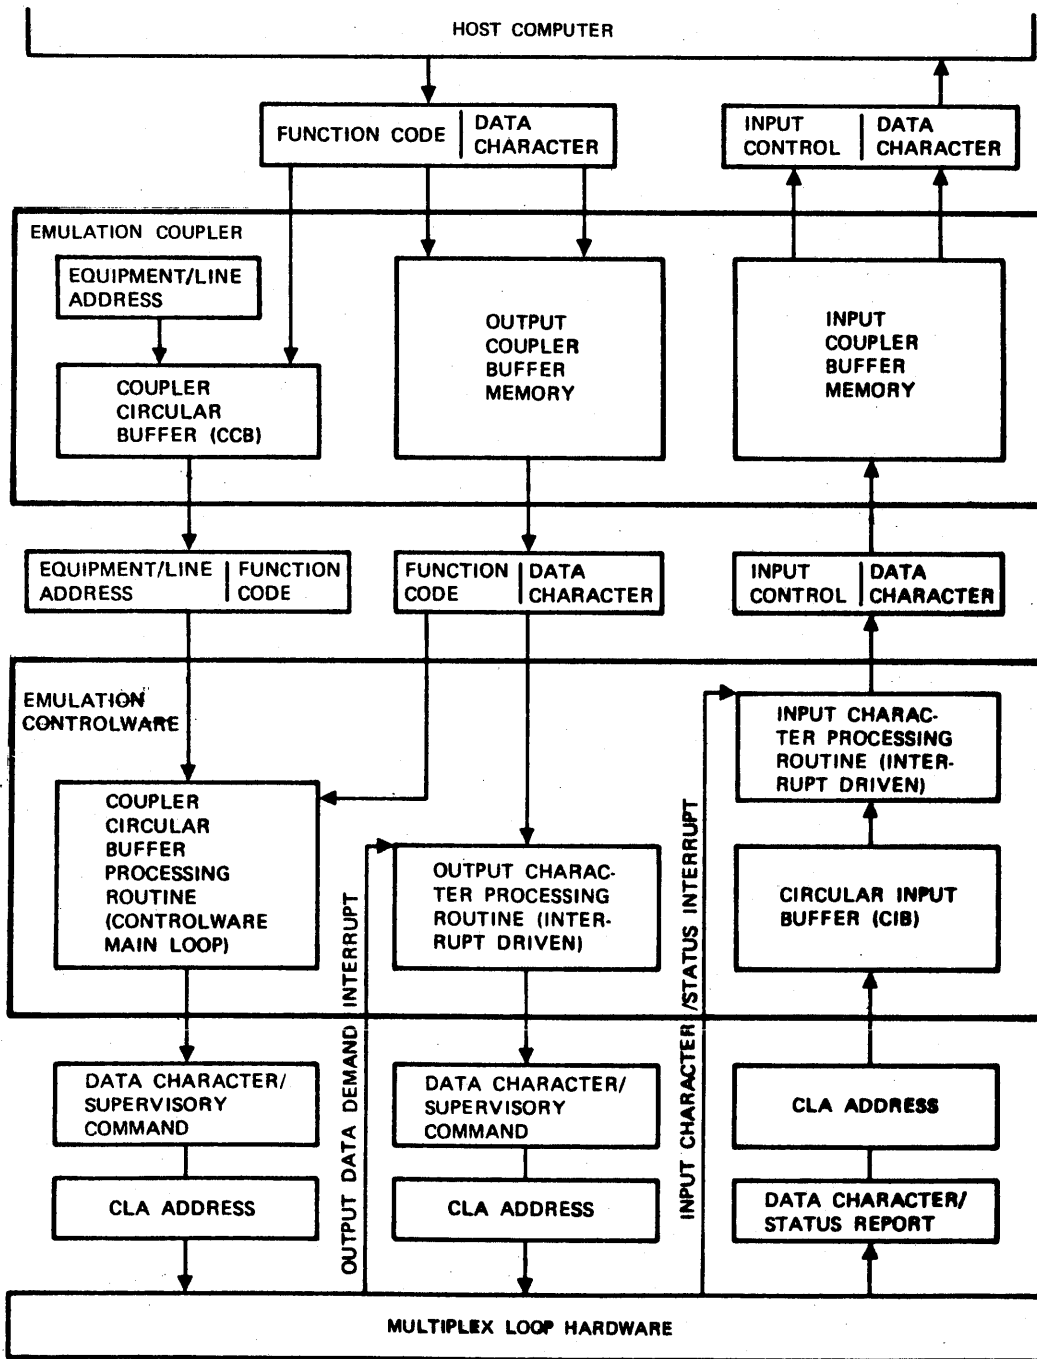 HOST COMPUTER
FUNCTION CODE | DATA CHARACTER
INPUT CONTROL | DATA CHARACTER
EMULATION COUPLER
EQUIPMENT/LINE
ADDRESS
COUPLER
CIRCULAR
BUFFER (CCB)
OUTPUT
COUPLER
BUFFER
MEMORY
INPUT
COUPLER
BUFFER
MEMORY
EQUIPMENT/LINE
ADDRESS
FUNCTION
CODE
FUNCTION
CODE
DATA
CHARACTER
INPUT
CONTROL
DATA
CHARACTER
EMULATION
CONTROLWARE
COUPLER
CIRCULAR
BUFFER
PROCESSING
ROUTINE
(CONTROLWARE
MAIN LOOP)
OUTPUT DATA DEMAND INTERRUPT
OUTPUT CHARAC-
TER PROCESSING
ROUTINE (INTER-
RUPT DRIVEN)
INPUT CHARACTER/STATUS INTERRUPT
INPUT CHARAC-
TER PROCESSING
ROUTINE (INTER-
RUPT DRIVEN)
CIRCULAR INPUT
BUFFER (CIB)
DATA CHARACTER/
SUPERVISORY
COMMAND
CLA ADDRESS
DATA CHARACTER/
SUPERVISORY
COMMAND
CLA ADDRESS
CLA ADDRESS
DATA CHARACTER/
STATUS REPORT
MULTIPLEX LOOP HARDWARE